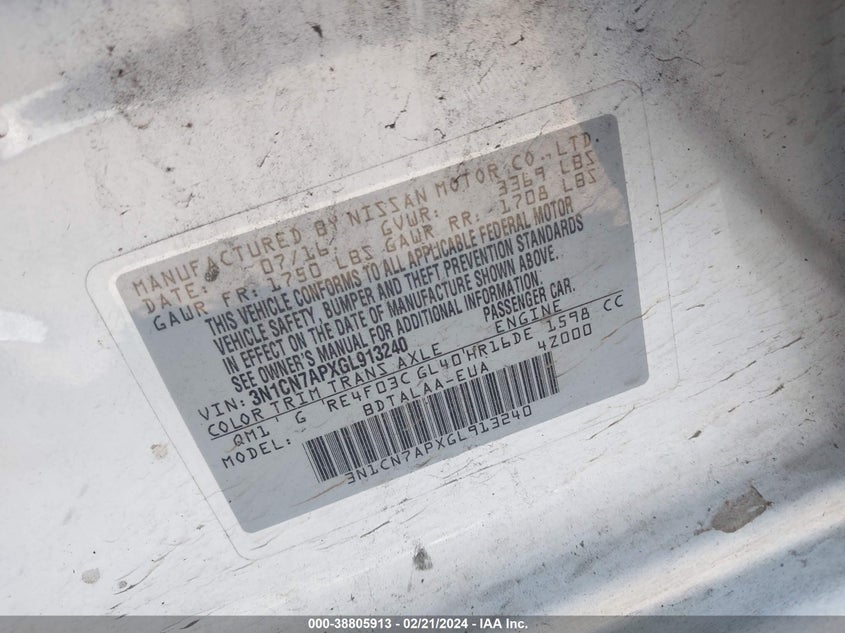 MANUFACTURED BY NISSAN MOTOR CO., LTD.
DATE: 07/16 GVWR: 3369 LBS
GAWR FR: 1750 LBS GAWR RR: 1708 LBS
THIS VEHICLE CONFORMS TO ALL APPLICABLE FEDERAL MOTOR
VEHICLE SAFETY, BUMPER AND THEFT PREVENTION STANDARDS
IN EFFECT ON THE DATE OF MANUFACTURE SHOWN ABOVE.
SEE OWNER'S MANUAL FOR ADDITIONAL INFORMATION.
VIN: 3N1CN7APXGL913240 PASSENGER CAR.
COLOR TRIM TRANS AXLE ENGINE
QM1 G RE4F03C GL40 HR16DE 1598 CC
MODEL: BDTALAA-EUA 4Z000
3N1CN7APXGL913240
000-38805913 - 02/21/2024 - IAA Inc.